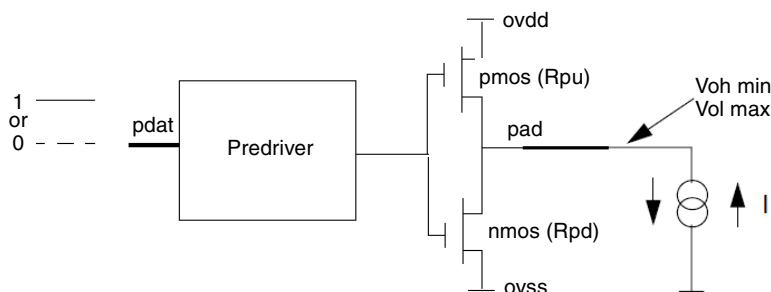 ovdd
pmos (Rpu)
Voh min
Vol max
1
or
0
pdat
Predriver
pad
nmos (Rpd)
I
ovss